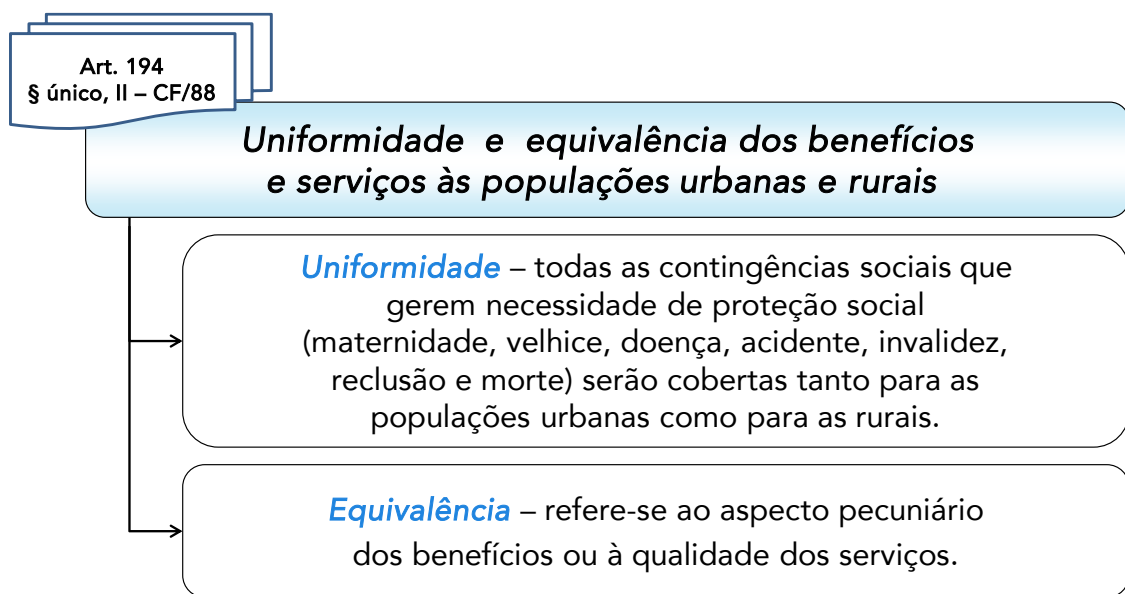 Art. 194
§ único, II – CF/88
Uniformidade e equivalência dos benefícios
e serviços às populações urbanas e rurais
Uniformidade – todas as contingências sociais que
gerem necessidade de proteção social
(maternidade, velhice, doença, acidente, invalidez,
reclusão e morte) serão cobertas tanto para as
populações urbanas como para as rurais.
Equivalência – refere-se ao aspecto pecuniário
dos benefícios ou à qualidade dos serviços.